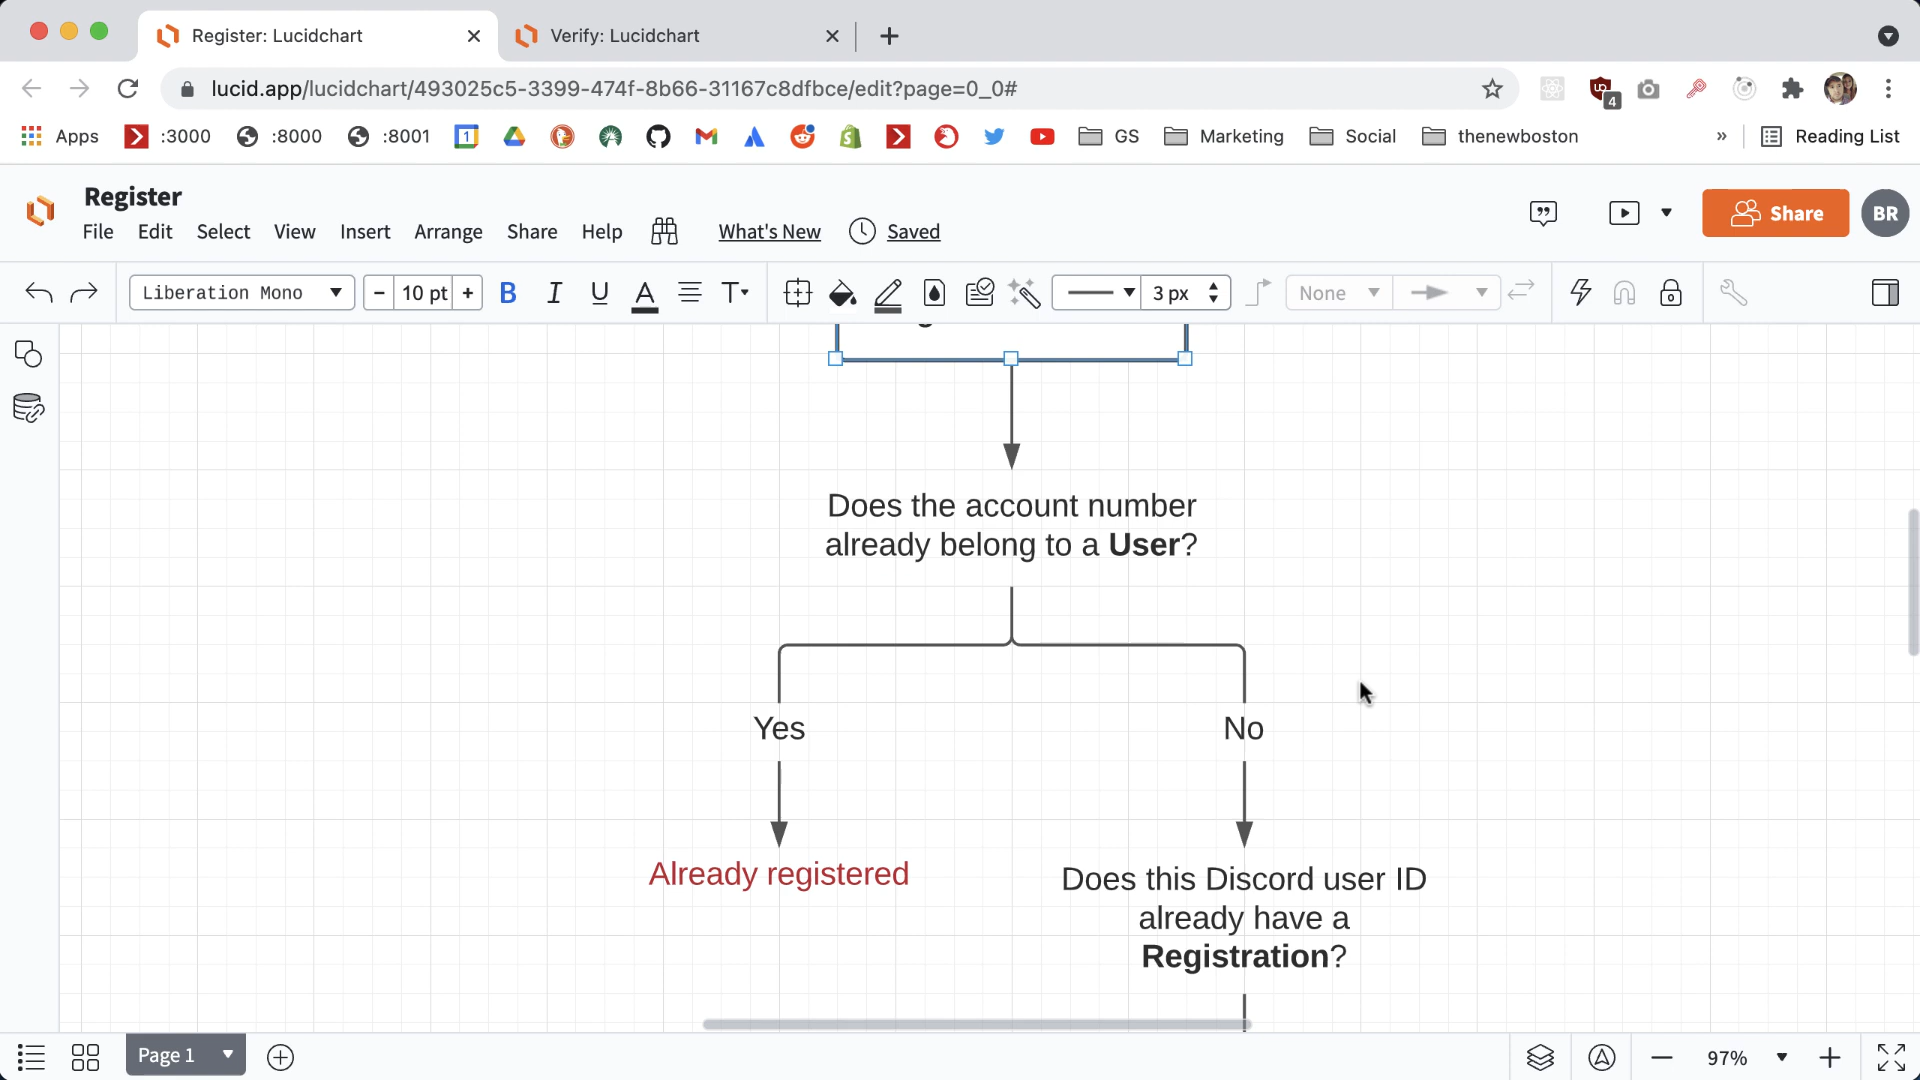 Register: Lucidchart
Verify: Lucidchart
lucid.app/lucidchart/493025c5-3399-474f-8b66-31167c8dfbce/edit?page=0_0#
4
Apps
:3000
:8000
:8001
1
GS
Marketing
Social
thenewboston
»
Reading List
Register
File
Edit
Select
View
Insert
Arrange
Share
Help
What's New
Saved
Share
BR
Liberation Mono
- 10 pt +
B
I
U
A
T
3 px
None
Does the account number
already belong to a User?
Yes
No
Already registered
Does this Discord user ID
already have a
Registration?
Page 1
97%